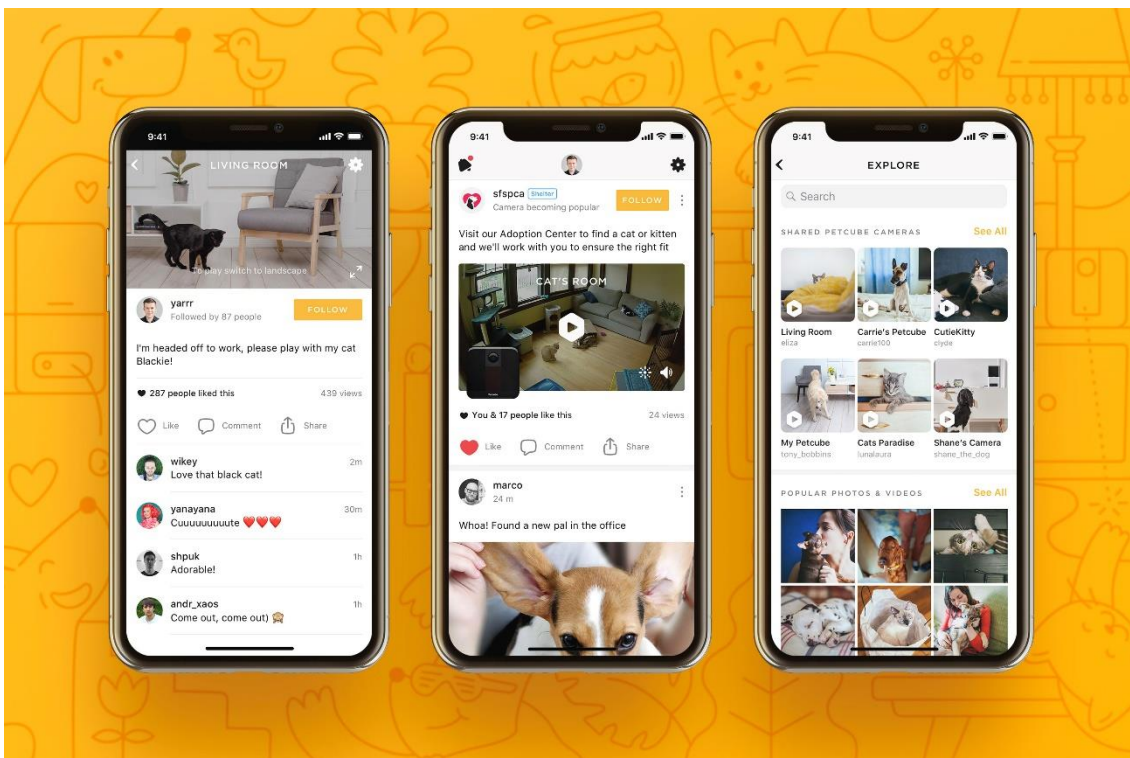 9:41
LIVING ROOM
To play switch to landscape
yarrr
Followed by 87 people
FOLLOW
I'm headed off to work, please play with my cat
Blackie!
287 people liked this
439 views
Like
Comment
Share
wikey
2m
Love that black cat!
yanayana
30m
Cuuuuuuuute ❤️❤️❤️
shpuk
1h
Adorable!
andr_xaos
1h
Come out, come out) 🙈
9:41
sfspca Shelter
Camera becoming popular
FOLLOW
Visit our Adoption Center to find a cat or kitten
and we'll work with you to ensure the right fit
CAT'S ROOM
You & 17 people like this
24 views
Like
Comment
Share
marco
24 m
Whoa! Found a new pal in the office
9:41
EXPLORE
Search
SHARED PETCUBE CAMERAS
See All
Living Room
Carrie's Petcube
CutieKitty
eliza
carrie100
clyde
My Petcube
Cats Paradise
Shane's Camera
tony_bobbins
lunalaura
shane_the_dog
POPULAR PHOTOS & VIDEOS
See All